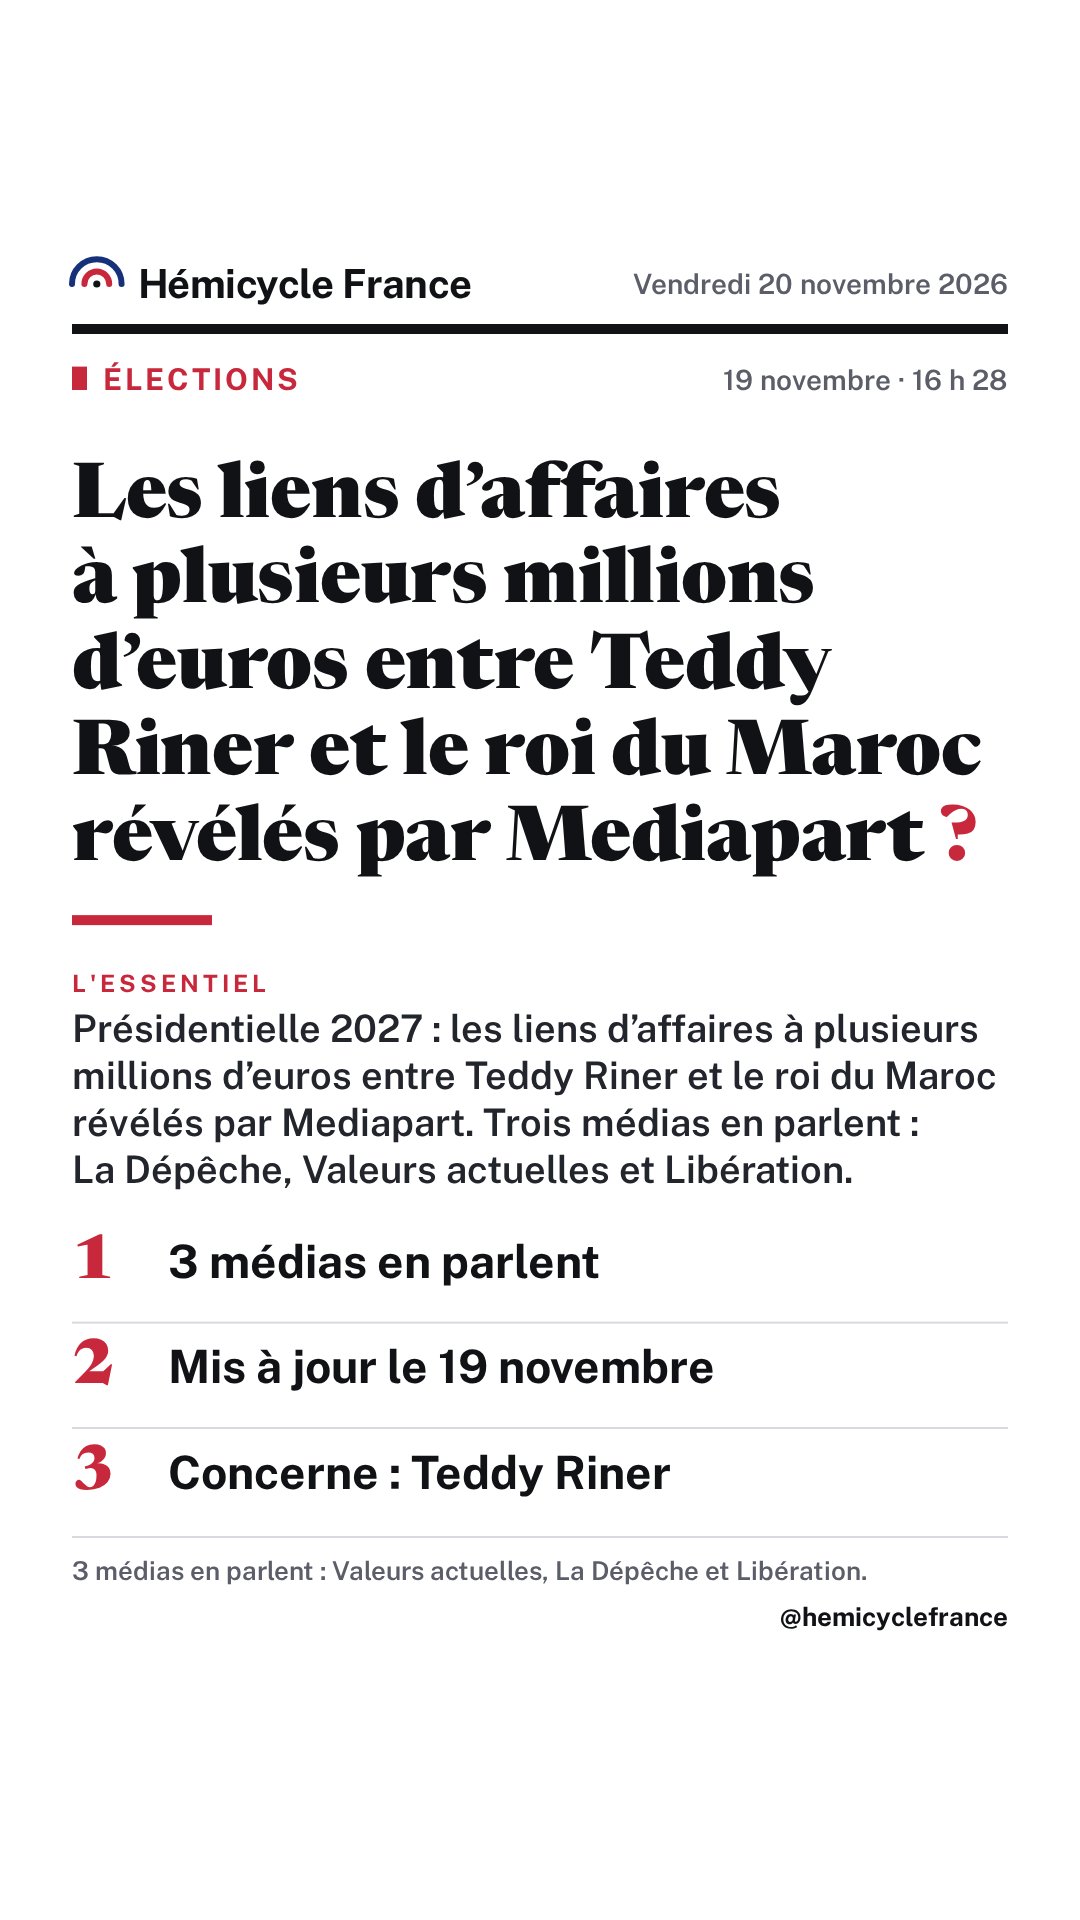 Hémicycle France
Vendredi 20 novembre 2026
ÉLECTIONS
19 novembre · 16 h 28
Les liens d’affaires
à plusieurs millions
d’euros entre Teddy
Riner et le roi du Maroc
révélés par Mediapart ?
L'ESSENTIEL
Présidentielle 2027 : les liens d’affaires à plusieurs
millions d’euros entre Teddy Riner et le roi du Maroc
révélés par Mediapart. Trois médias en parlent :
La Dépêche, Valeurs actuelles et Libération.
1 3 médias en parlent
2 Mis à jour le 19 novembre
3 Concerne : Teddy Riner
3 médias en parlent : Valeurs actuelles, La Dépêche et Libération.
@hemicyclefrance